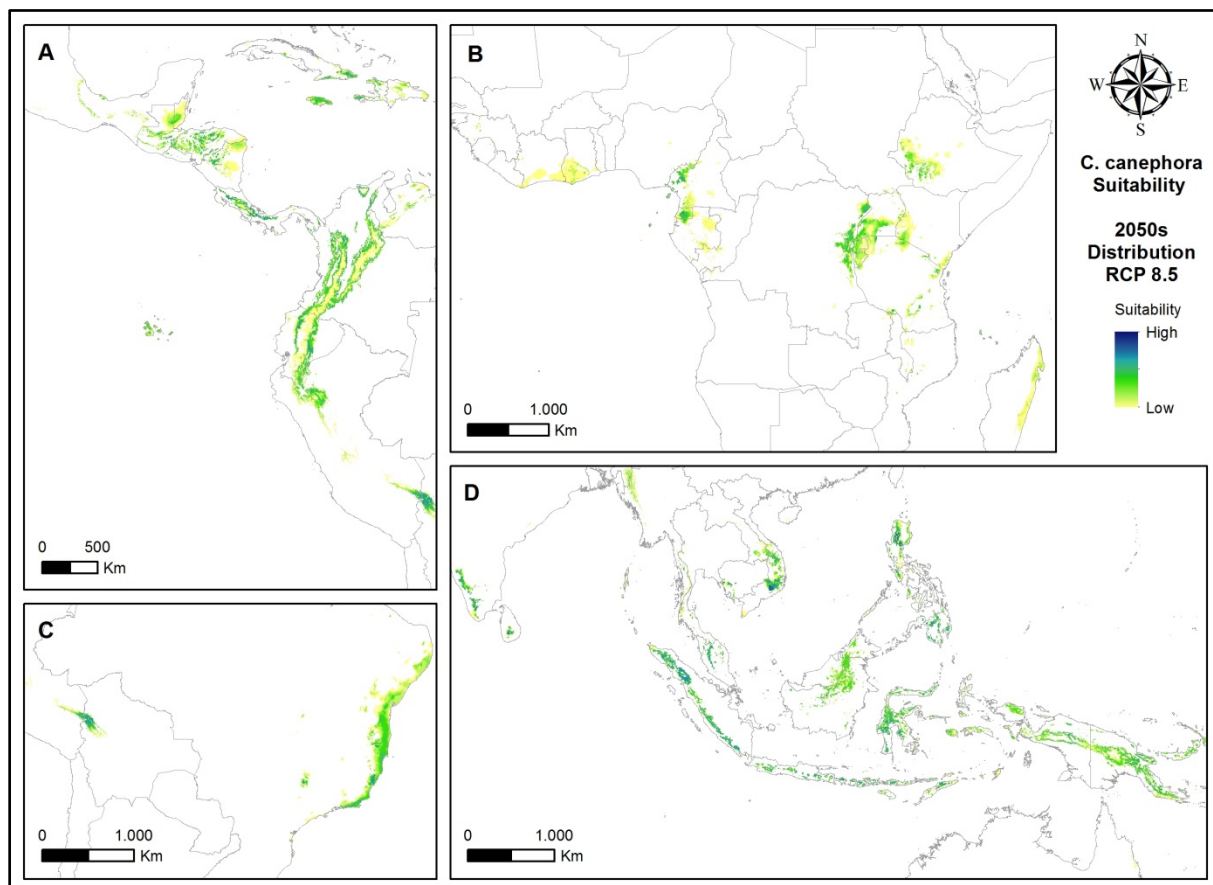 A
0 500
Km
B
0 1.000
Km
N
W E
S
C. canephora
Suitability
2050s
Distribution
RCP 8.5
Suitability
High
Low
C
0 1.000
Km
D
0 1.000
Km